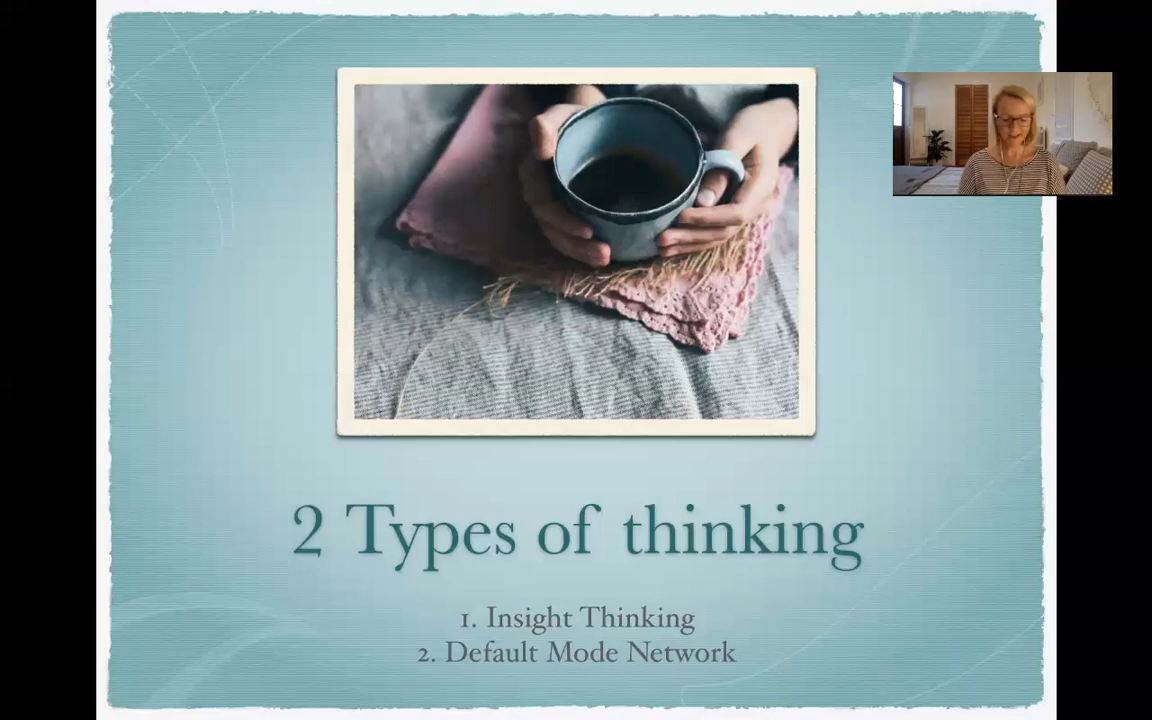 2 Types of thinking
1. Insight Thinking
2. Default Mode Network